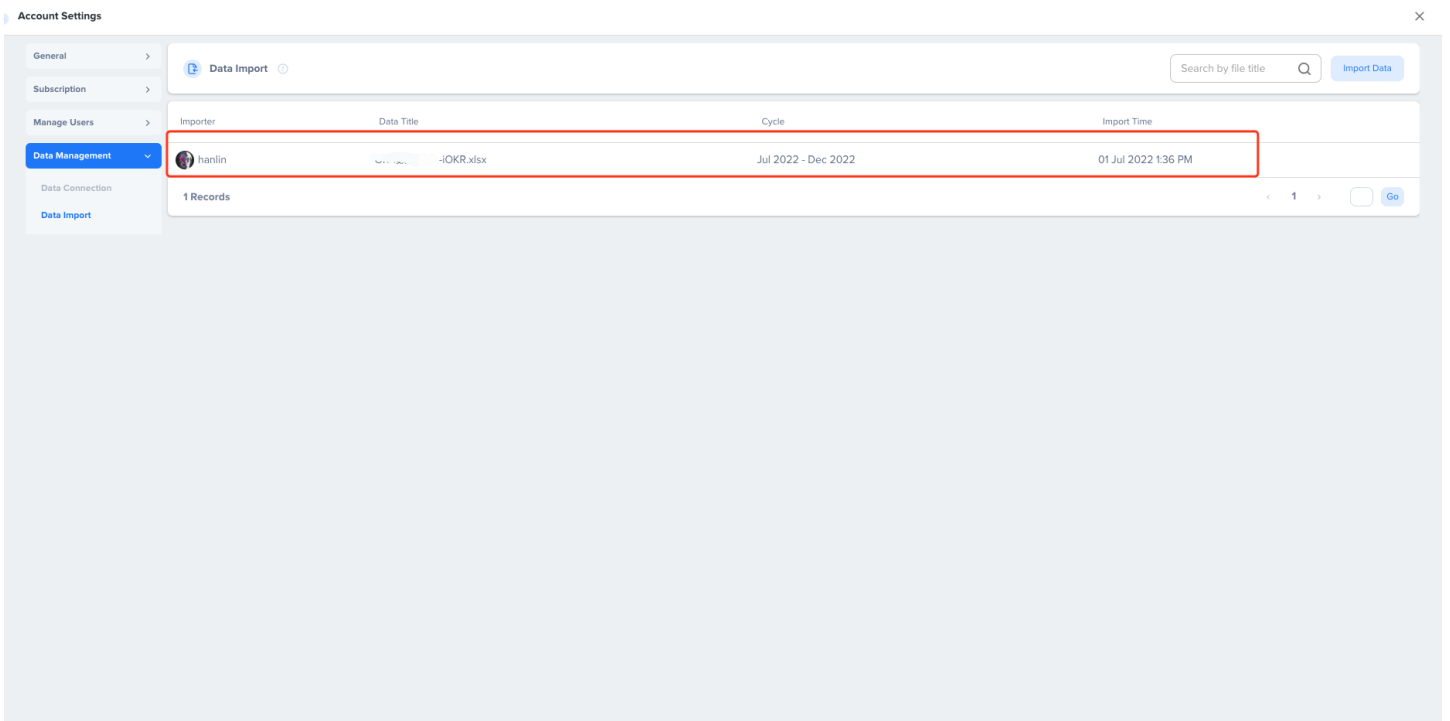 Account Settings
General
Subscription
Manage Users
Data Management
Data Connection
Data Import
Data Import
Search by file title
Import Data
Importer Data Title Cycle Import Time
hanlin -iOKR.xlsx Jul 2022 - Dec 2022 01 Jul 2022 1:36 PM
1 Records
1
Go